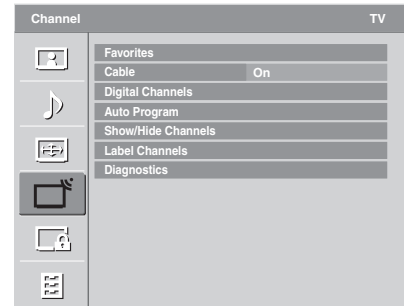 Channel TV
Favorites
Cable On
Digital Channels
Auto Program
Show/Hide Channels
Label Channels
Diagnostics